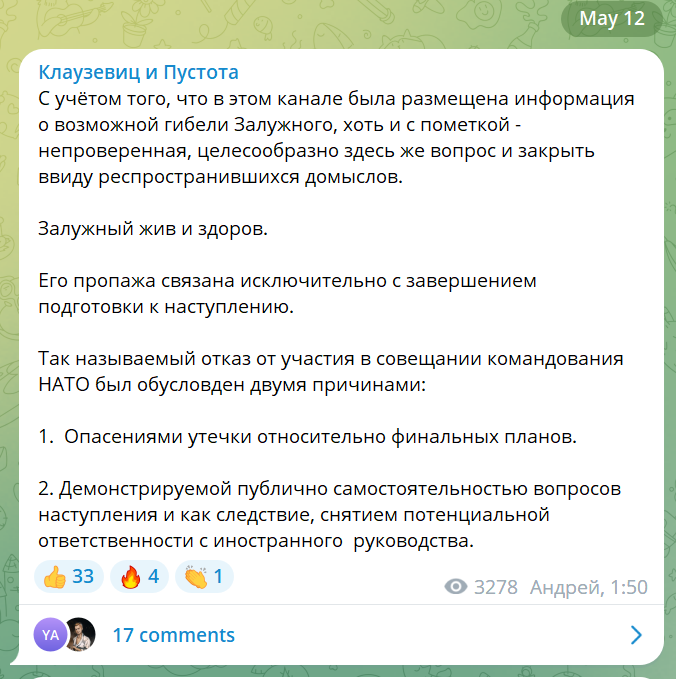 May 12
Клаузевиц и Пустота
С учётом того, что в этом канале была размещена информация
о возможной гибели Залужного, хоть и с пометкой -
непроверенная, целесообразно здесь же вопрос и закрыть
ввиду респространившихся домыслов.
Залужный жив и здоров.
Его пропажа связана исключительно с завершением
подготовки к наступлению.
Так называемый отказ от участия в совещании командования
НАТО был обусловден двумя причинами:
1. Опасениями утечки относительно финальных планов.
2. Демонстрируемой публично самостоятельностью вопросов
наступления и как следствие, снятием потенциальной
ответственности с иностранного руководства.
33 4 1
3278 Андрей, 1:50
YA 17 comments